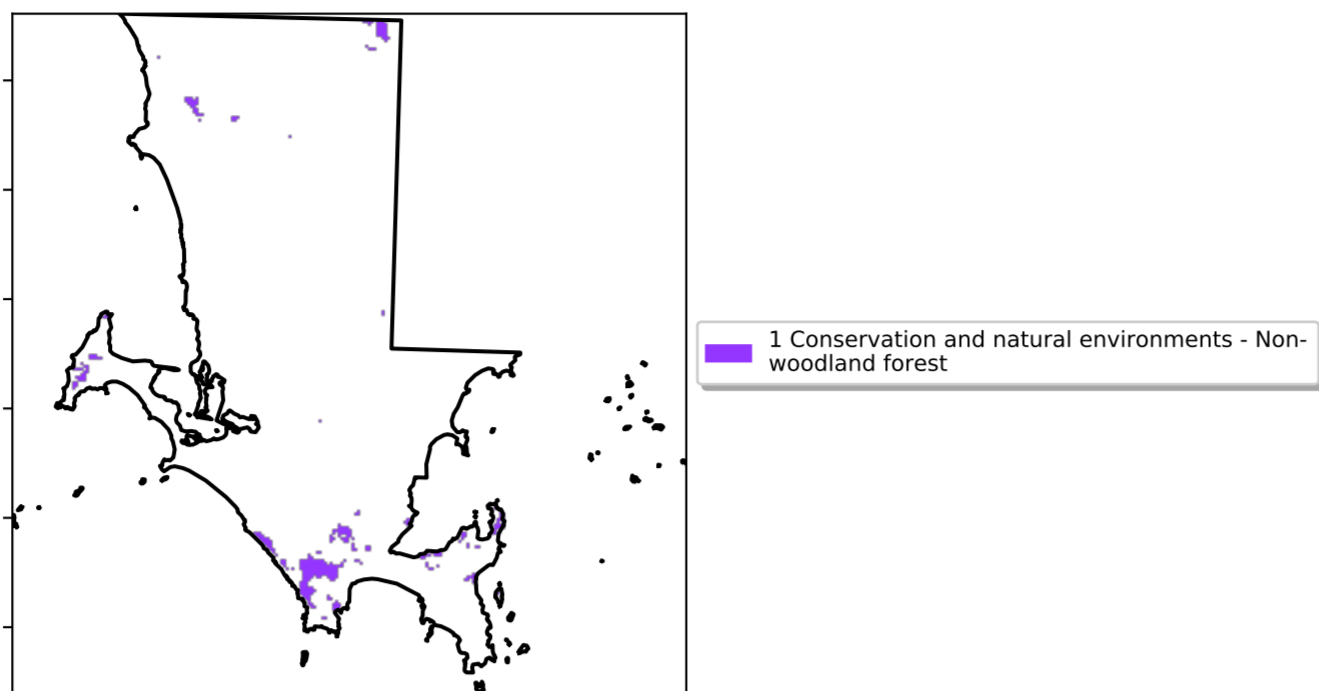 1 Conservation and natural environments - Non-
woodland forest